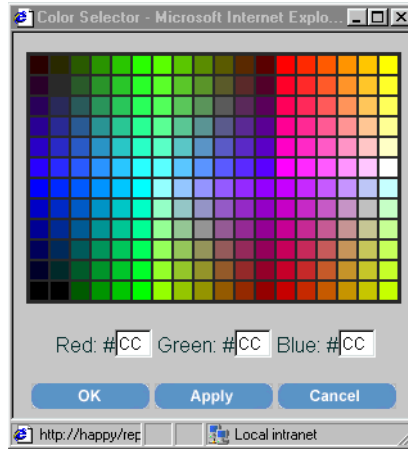 Color Selector - Microsoft Internet Explo...
Red: #CC Green: #CC Blue: #CC
OK Apply Cancel
http://happy/rep Local intranet